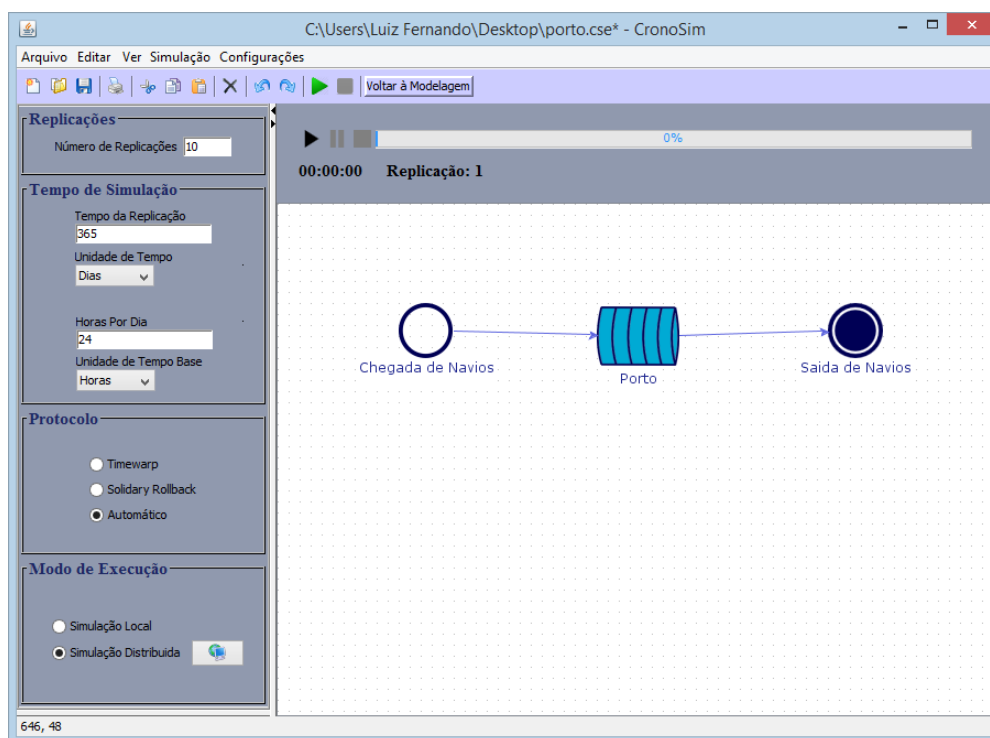 C:\Users\Luiz Fernando\Desktop\porto.cse* - CronoSim
Arquivo Editar Ver Simulação Configurações
Voltar à Modelagem
Replicações
Número de Replicações 10
0%
00:00:00 Replicação: 1
Tempo de Simulação
Tempo da Replicação
365
Unidade de Tempo
Dias
Horas Por Dia
24
Unidade de Tempo Base
Horas
Chegada de Navios
Porto
Saida de Navios
Protocolo
Timewarp
Solidary Rollback
Automático
Modo de Execução
Simulação Local
Simulação Distribuida
646, 48